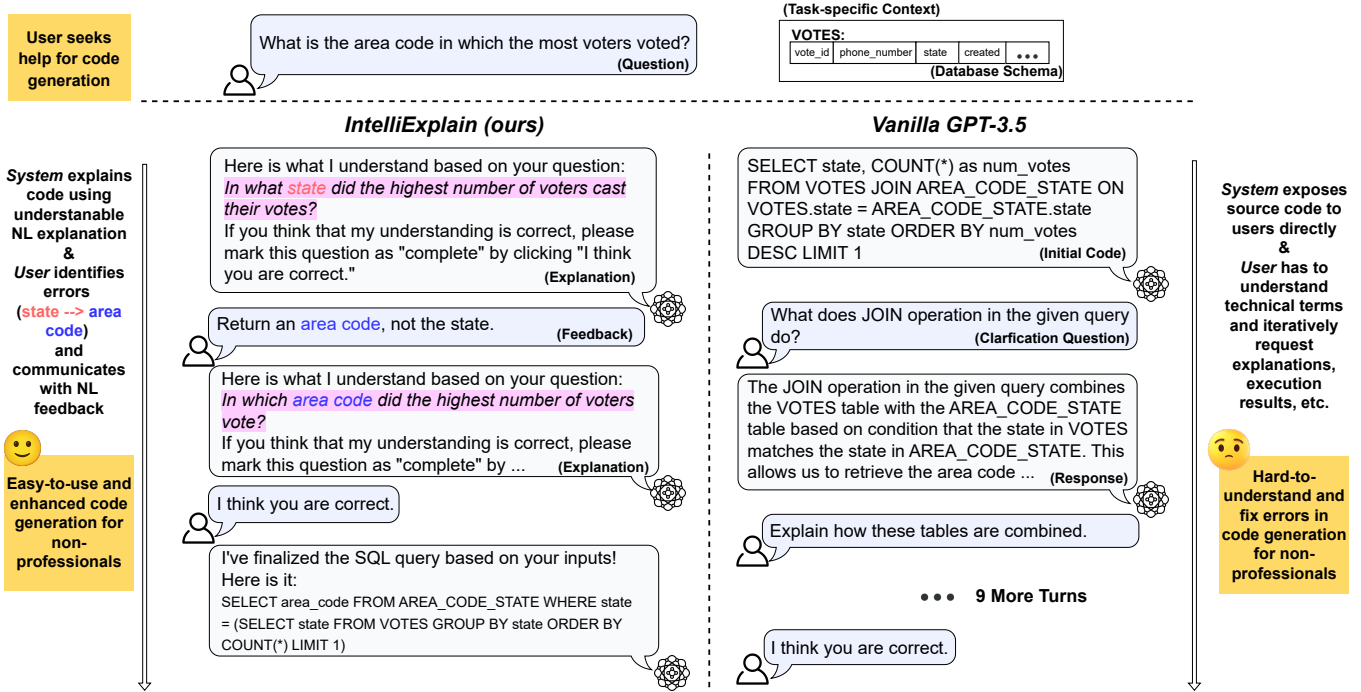 User seeks
help for code
generation
What is the area code in which the most voters voted?
(Question)
(Task-specific Context)
VOTES:
vote_id phone_number state created
(Database Schema)
IntelliExplain (ours)
Vanilla GPT-3.5
System explains
code using
understanable
NL explanation
&
User identifies
errors
(state --> area
code)
and
communicates
with NL
feedback
Easy-to-use and
enhanced code
generation for
non-
professionals
Here is what I understand based on your question:
In what state did the highest number of voters cast
their votes?
If you think that my understanding is correct, please
mark this question as "complete" by clicking "I think
you are correct."
(Explanation)
Return an area code, not the state.
(Feedback)
Here is what I understand based on your question:
In which area code did the highest number of voters
vote?
If you think that my understanding is correct, please
mark this question as "complete" by ...
(Explanation)
I think you are correct.
I've finalized the SQL query based on your inputs!
Here is it:
SELECT area_code FROM AREA_CODE_STATE WHERE state
= (SELECT state FROM VOTES GROUP BY state ORDER BY
COUNT(*) LIMIT 1)
SELECT state, COUNT(*) as num_votes
FROM VOTES JOIN AREA_CODE_STATE ON
VOTES.state = AREA_CODE_STATE.state
GROUP BY state ORDER BY num_votes
DESC LIMIT 1
(Initial Code)
What does JOIN operation in the given query
do?
(Clarfication Question)
The JOIN operation in the given query combines
the VOTES table with the AREA_CODE_STATE
table based on condition that the state in VOTES
matches the state in AREA_CODE_STATE. This
allows us to retrieve the area code ...
(Response)
Explain how these tables are combined.
9 More Turns
I think you are correct.
System exposes
source code to
users directly
&
User has to
understand
technical terms
and iteratively
request
explanations,
execution
results, etc.
Hard-to-
understand and
fix errors in
code generation
for non-
professionals